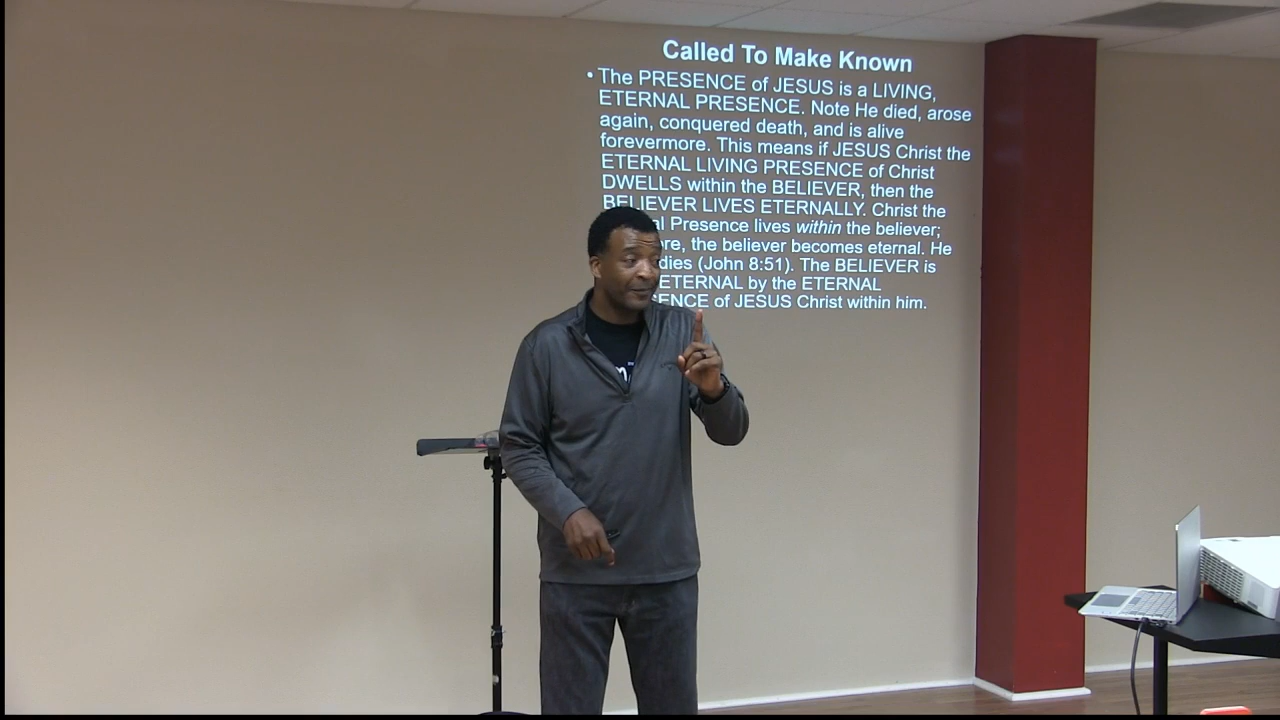 Called To Make Known
• The PRESENCE of JESUS is a LIVING,
ETERNAL PRESENCE. Note He died, arose
again, conquered death, and is alive
forevermore. This means if JESUS Christ the
ETERNAL LIVING PRESENCE of Christ
DWELLS within the BELIEVER, then the
BELIEVER LIVES ETERNALLY. Christ the
al Presence lives within the believer;
ore, the believer becomes eternal. He
dies (John 8:51). The BELIEVER is
ETERNAL by the ETERNAL
SENCE of JESUS Christ within him.